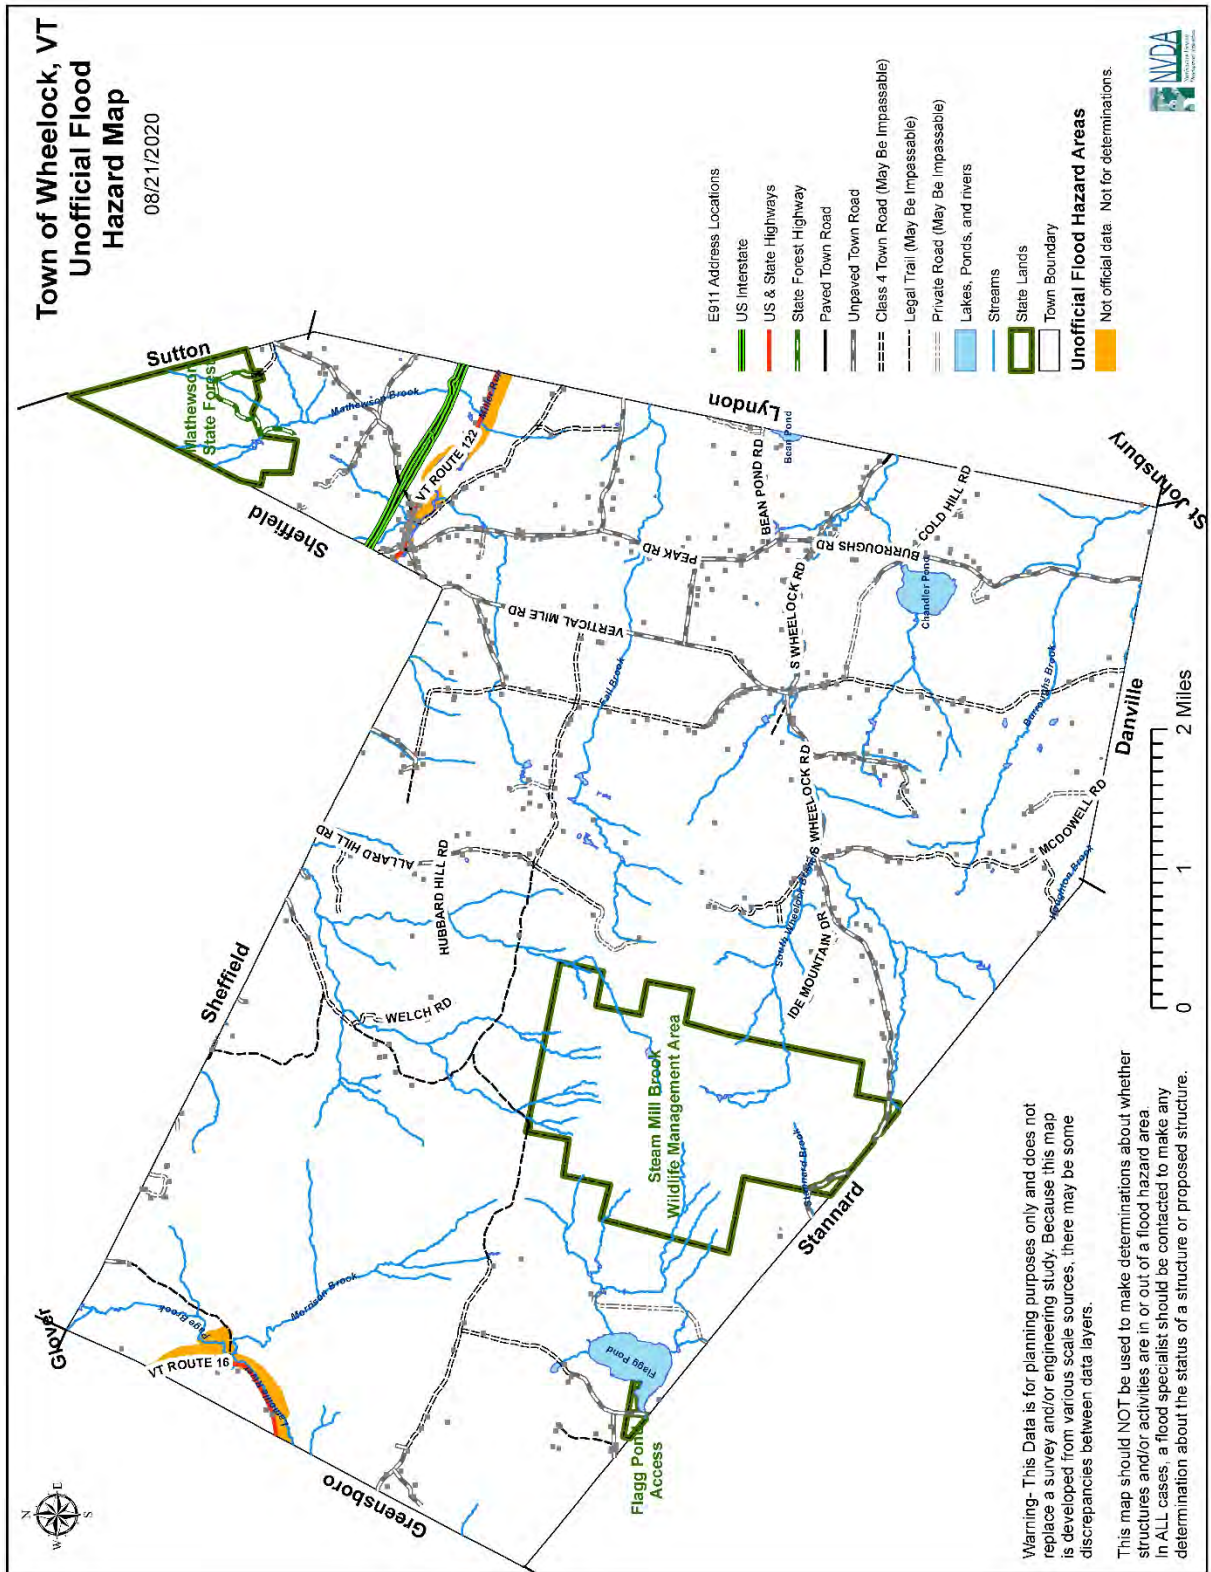 Town of Wheelock, VT
Unofficial Flood
Hazard Map
08/21/2020
N
E
S
W
Glover
Greensboro
Sheffield
Sheffield
Sutton
Lyndon
St Johnsbury
Danville
Stannard
Mathewson
State Forest
Mathewson Brook
Miller Run
VT ROUTE 122
VT ROUTE 16
Page Brook
Lamoille River
Morrison Brook
WELCH RD
HUBBARD HILL RD
ALLARD HILL RD
VERTICAL MILE RD
PEAK RD
BEAN POND RD
Bean Pond
S WHEELOCK RD
S WHEELOCK RD
BURROUGHS RD
COLD HILL RD
Chandler Pond
Burroughs Brook
MCDOWELL RD
Houghton Brook
South Wheelock Brook
IDE MOUNTAIN DR
Steam Mill Brook
Wildlife Management Area
Stannard Brook
Flagg Pond
Flagg Pond
Access
E911 Address Locations
US Interstate
US & State Highways
State Forest Highway
Paved Town Road
Unpaved Town Road
Class 4 Town Road (May Be Impassable)
Legal Trail (May Be Impassable)
Private Road (May Be Impassable)
Lakes, Ponds, and rivers
Streams
State Lands
Town Boundary
Unofficial Flood Hazard Areas
Not official data. Not for determinations.
NVDA
0 1 2 Miles
Warning- This Data is for planning purposes only and does not
replace a survey and/or engineering study. Because this map
is developed from various scale sources, there may be some
discrepancies between data layers.
This map should NOT be used to make determinations about whether
structures and/or activities are in or out of a flood hazard area.
In ALL cases, a flood specialist should be contacted to make any
determination about the status of a structure or proposed structure.